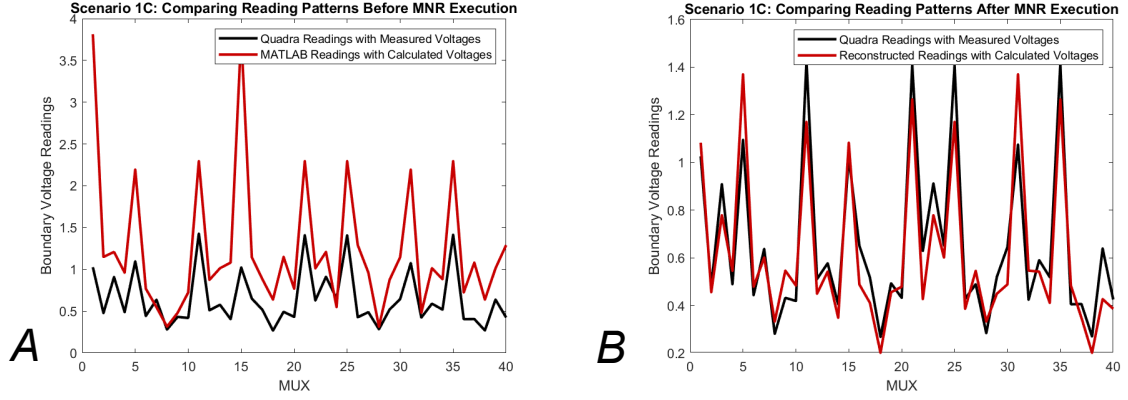 Scenario 1C: Comparing Reading Patterns Before MNR Execution
Quadra Readings with Measured Voltages
MATLAB Readings with Calculated Voltages
Boundary Voltage Readings
4
3.5
3
2.5
2
1.5
1
0.5
0
0 5 10 15 20 25 30 35 40
MUX
A
Scenario 1C: Comparing Reading Patterns After MNR Execution
Quadra Readings with Measured Voltages
Reconstructed Readings with Calculated Voltages
Boundary Voltage Readings
1.6
1.4
1.2
1
0.8
0.6
0.4
0.2
0 5 10 15 20 25 30 35 40
MUX
B